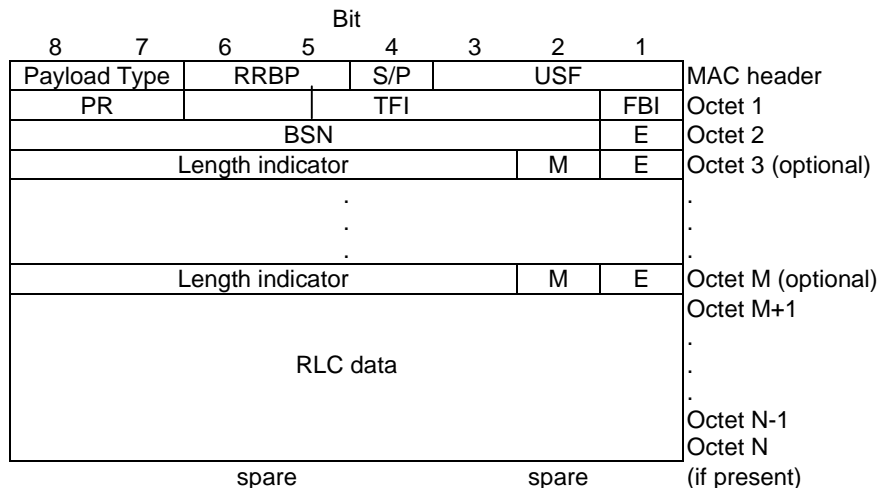 Bit
8 7 6 5 4 3 2 1
Payload Type RRBP S/P USF MAC header
PR TFI FBI Octet 1
BSN E Octet 2
Length indicator M E Octet 3 (optional)
. .
. .
. .
Length indicator M E Octet M (optional)
Octet M+1
.
RLC data .
.
Octet N-1
Octet N
spare spare (if present)